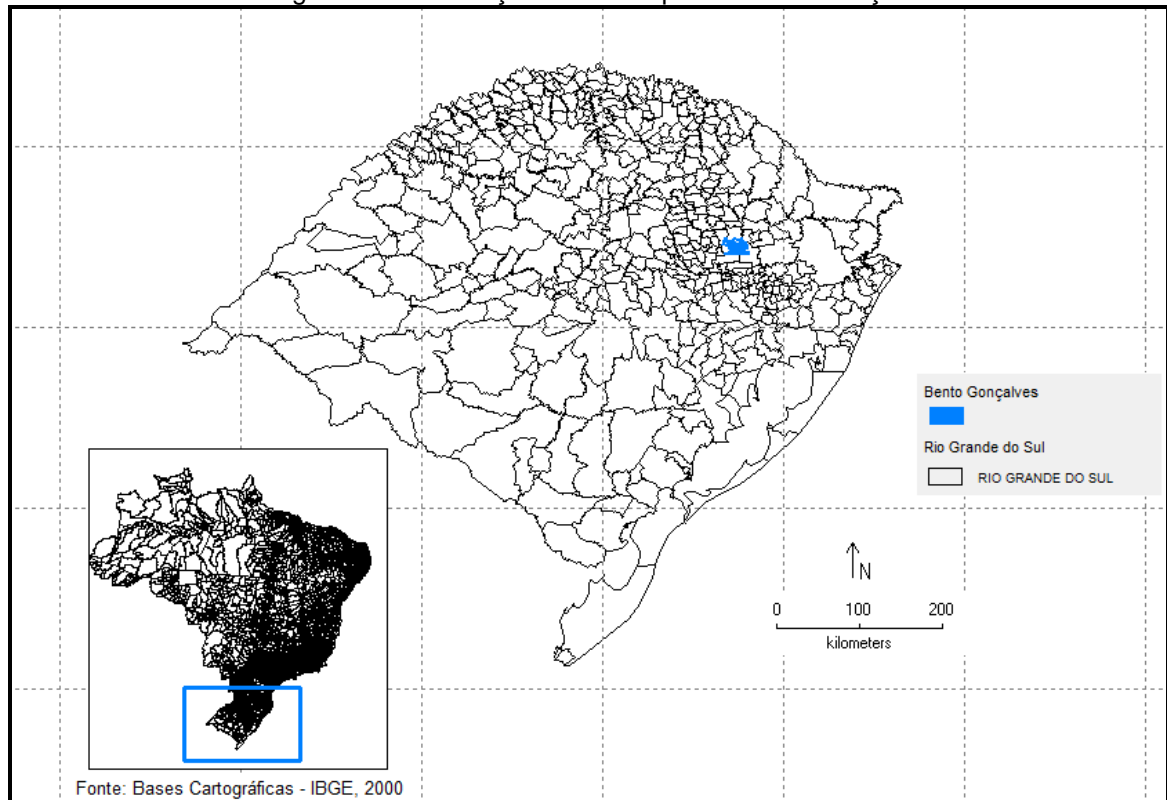 Bento Gonçalves
Rio Grande do Sul
RIO GRANDE DO SUL
N
0 100 200
kilometers
Fonte: Bases Cartográficas - IBGE, 2000